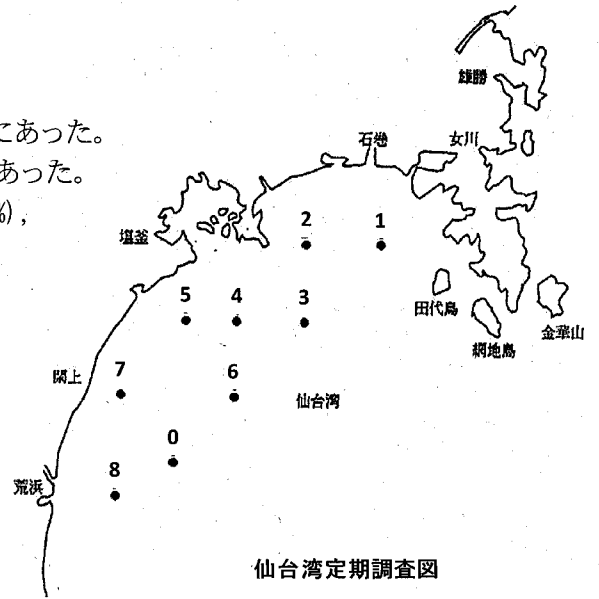 雄勝
にあった。
石巻
女川
あった。
%),
塩釜
2
1
5
4
3
田代島
網地島
金華山
閖上
7
6
仙台湾
0
8
荒浜
仙台湾定期調査図